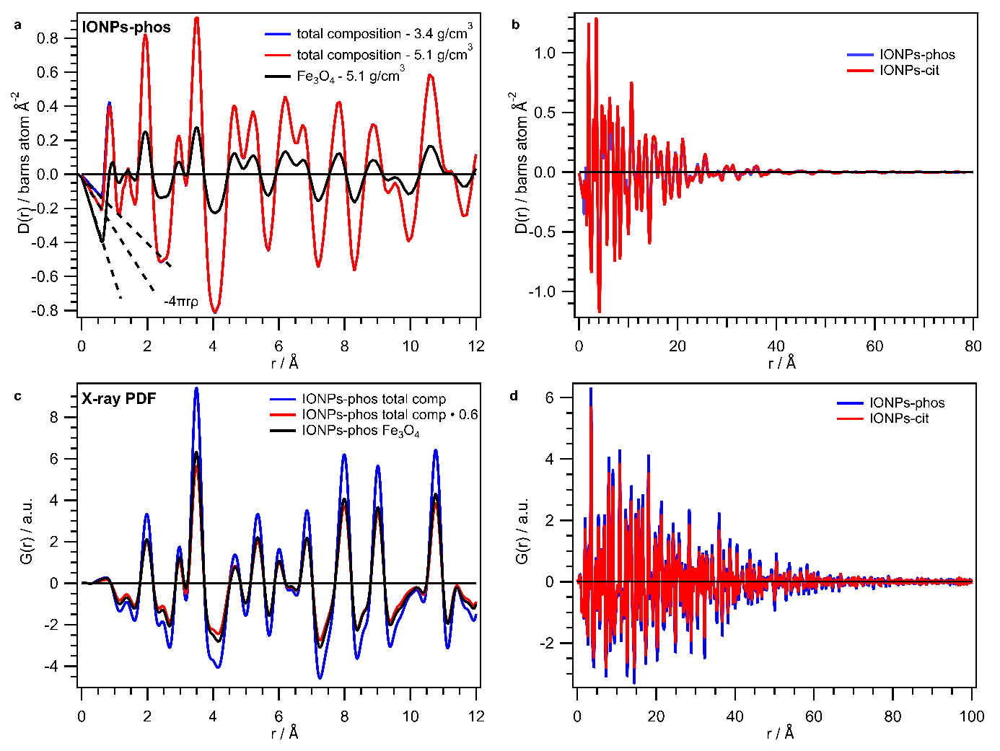 a
IONPs-phos
total composition - 3.4 g/cm³
total composition - 5.1 g/cm³
Fe₃O₄ - 5.1 g/cm³
-4πrρ
D(r) / barns atom Å⁻²
0.8
0.6
0.4
0.2
0.0
-0.2
-0.4
-0.6
-0.8
0 2 4 6 8 10 12
r / Å
b
IONPs-phos
IONPs-cit
D(r) / barns atom Å⁻²
1.0
0.5
0.0
-0.5
-1.0
0 20 40 60 80
r / Å
c
X-ray PDF
IONPs-phos total comp
IONPs-phos total comp • 0.6
IONPs-phos Fe₃O₄
G(r) / a.u.
8
6
4
2
0
-2
-4
0 2 4 6 8 10 12
r / Å
d
IONPs-phos
IONPs-cit
G(r) / a.u.
6
4
2
0
-2
0 20 40 60 80 100
r / Å